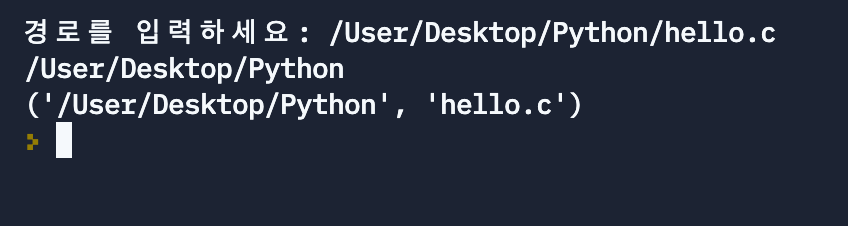 경로를 입력하세요: /User/Desktop/Python/hello.c
/User/Desktop/Python
('/User/Desktop/Python', 'hello.c')